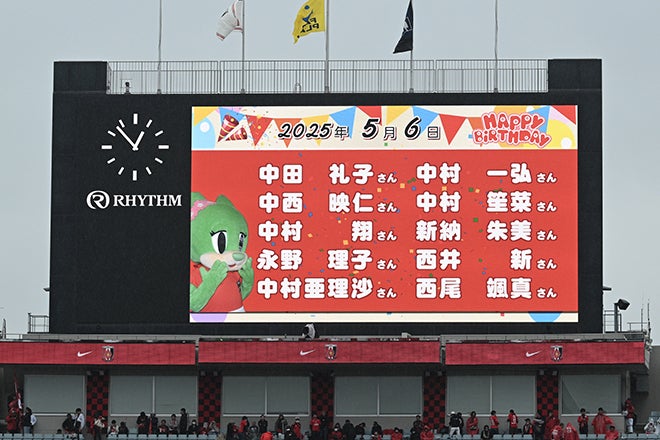 2025年 5月 6日
HAPPY
BIRTHDAY
中田 礼子さん
中村 一弘さん
中西 映仁さん
中村 笙菜さん
中村 翔さん
新納 朱美さん
永野 理子さん
西井 新さん
中村亜理沙さん
西尾 颯真さん
RHYTHM